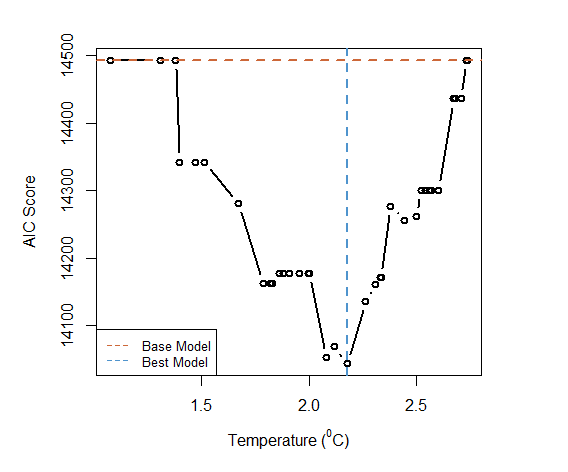 14500
14400
14300
14200
14100
AIC Score
Base Model
Best Model
1.5 2.0 2.5
Temperature (⁰C)